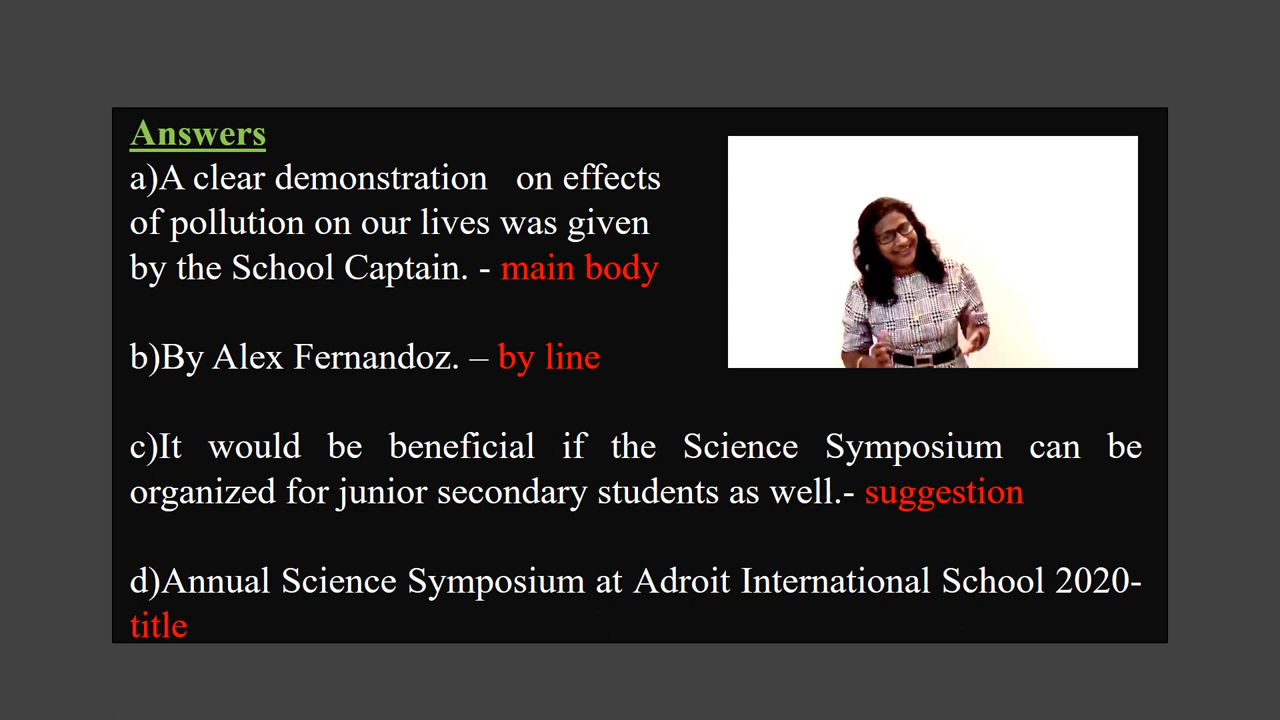 Answers
a)A clear demonstration on effects
of pollution on our lives was given
by the School Captain. - main body
b)By Alex Fernandoz. – by line
c)It would be beneficial if the Science Symposium can be
organized for junior secondary students as well.- suggestion
d)Annual Science Symposium at Adroit International School 2020-
title